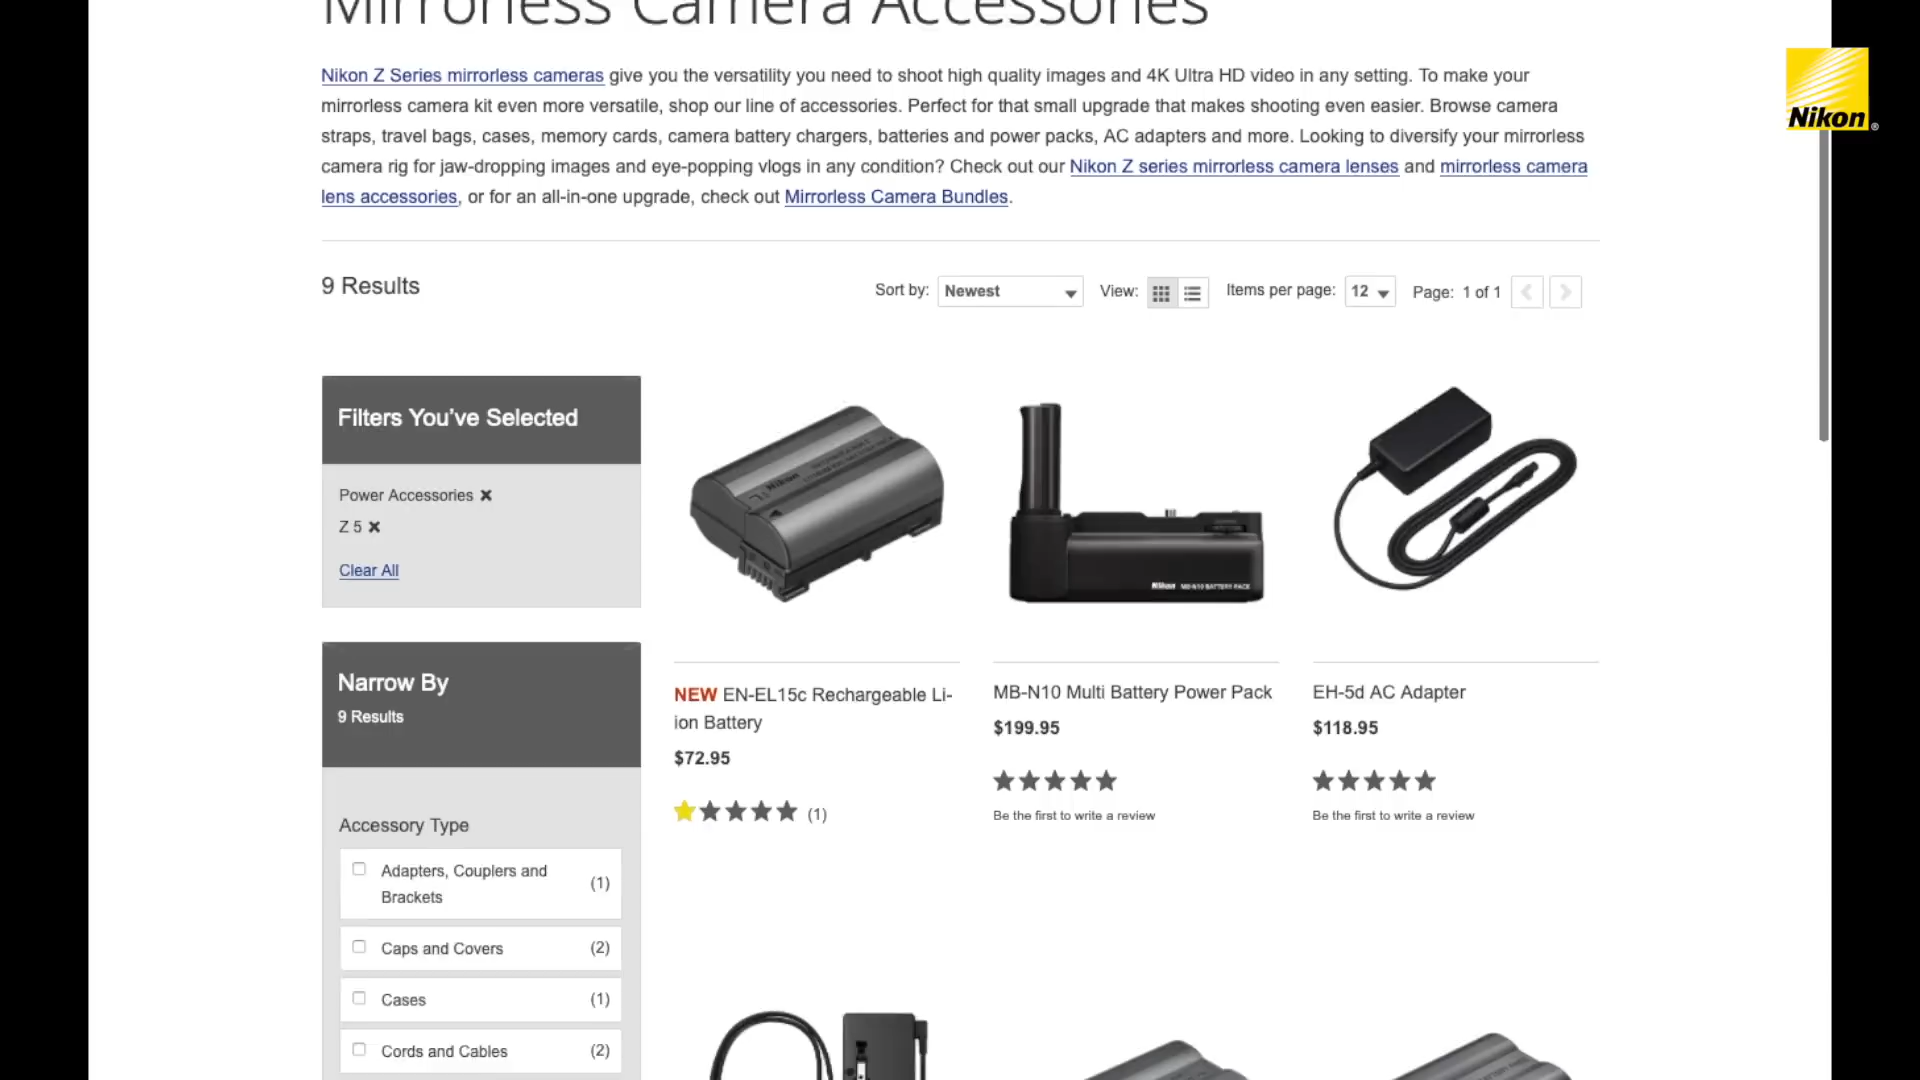 Mirrorless Camera Accessories
Nikon Z Series mirrorless cameras give you the versatility you need to shoot high quality images and 4K Ultra HD video in any setting. To make your
mirrorless camera kit even more versatile, shop our line of accessories. Perfect for that small upgrade that makes shooting even easier. Browse camera
straps, travel bags, cases, memory cards, camera battery chargers, batteries and power packs, AC adapters and more. Looking to diversify your mirrorless
camera rig for jaw-dropping images and eye-popping vlogs in any condition? Check out our Nikon Z series mirrorless camera lenses and mirrorless camera
lens accessories, or for an all-in-one upgrade, check out Mirrorless Camera Bundles.
Nikon®
9 Results
Sort by: Newest View: Items per page: 12 Page: 1 of 1
Filters You've Selected
Power Accessories ✖
Z 5 ✖
Clear All
Narrow By
9 Results
Accessory Type
Adapters, Couplers and
Brackets
(1)
Caps and Covers (2)
Cases (1)
Cords and Cables (2)
Nikon
NEW EN-EL15c Rechargeable Li-
ion Battery
$72.95
(1)
Nikon MB-N10 BATTERY PACK
MB-N10 Multi Battery Power Pack
$199.95
Be the first to write a review
EH-5d AC Adapter
$118.95
Be the first to write a review